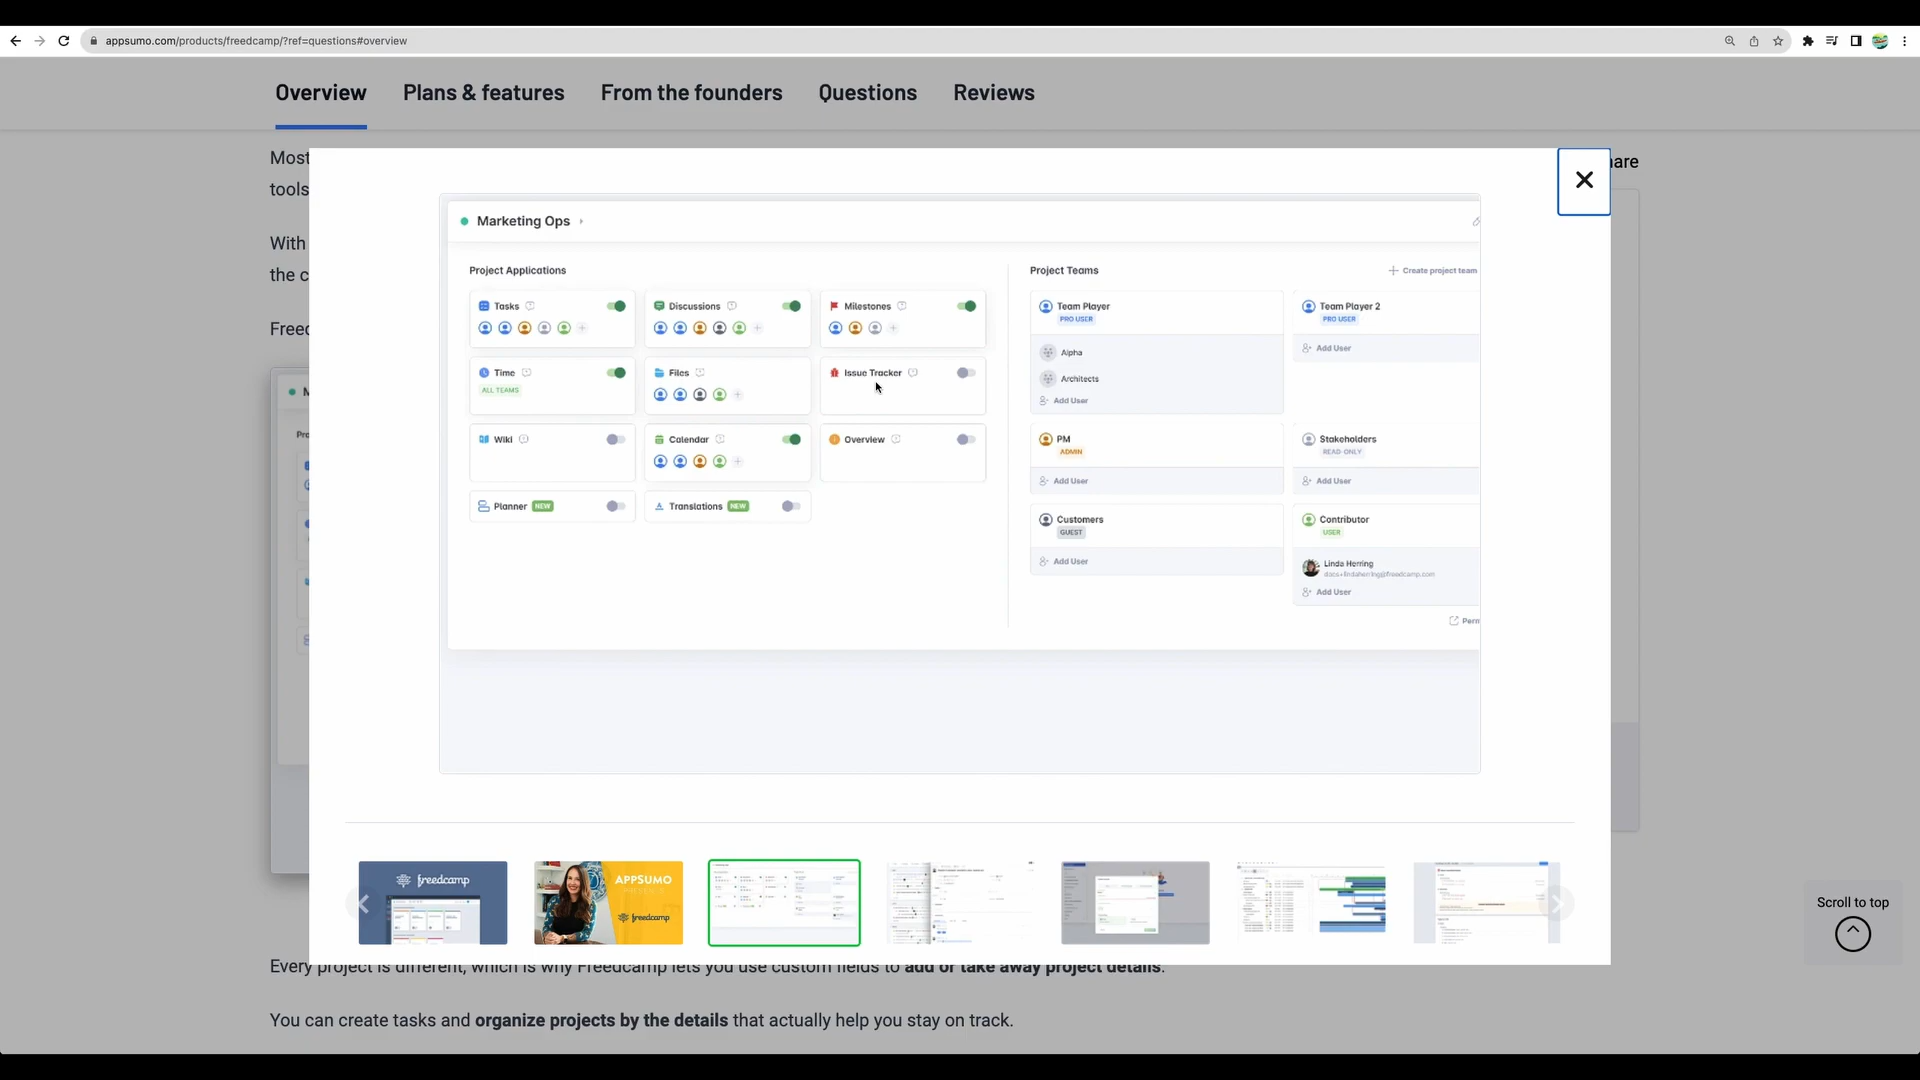 appsumo.com/products/freedcamp/?ref=questions#overview
Overview Plans & features From the founders Questions Reviews
Most
tools
With
the c
Freed
are
Marketing Ops
Project Applications
Tasks
Discussions
Milestones
Time
ALL TEAMS
Files
Issue Tracker
Wiki
Calendar
Overview
Planner NEW
Translations NEW
Project Teams
Create project team
Team Player
PRO USER
Alpha
Architects
Add User
Team Player 2
PRO USER
Add User
PM
ADMIN
Add User
Stakeholders
READ-ONLY
Add User
Customers
GUEST
Add User
Contributor
USER
Linda Herring
docs+lindaherring@freedcamp.com
Add User
Perm
freedcamp
APPSUMO
freedcamp
Scroll to top
Every project is different, which is why Freedcamp lets you use custom fields to add or take away project details.
You can create tasks and organize projects by the details that actually help you stay on track.